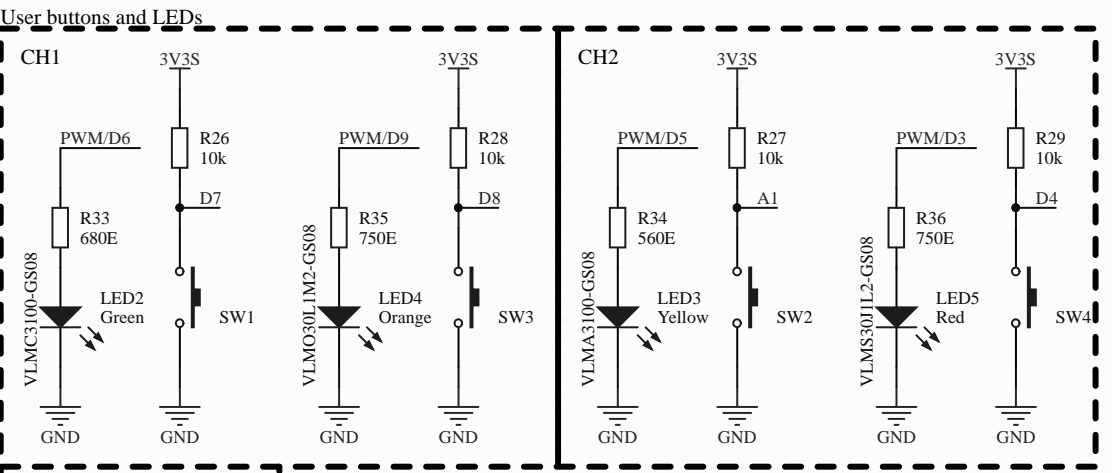 User buttons and LEDs
CH1
3V3S
PWM/D6
R26
10k
D7
R33
680E
VLMC3100-GS08
LED2
Green
SW1
GND
GND
3V3S
PWM/D9
R28
10k
D8
R35
750E
VLMO30L1M2-GS08
LED4
Orange
SW3
GND
GND
CH2
3V3S
PWM/D5
R27
10k
A1
R34
560E
VLMA3100-GS08
LED3
Yellow
SW2
GND
GND
3V3S
PWM/D3
R29
10k
D4
R36
750E
VLMS30J1L2-GS08
LED5
Red
SW4
GND
GND